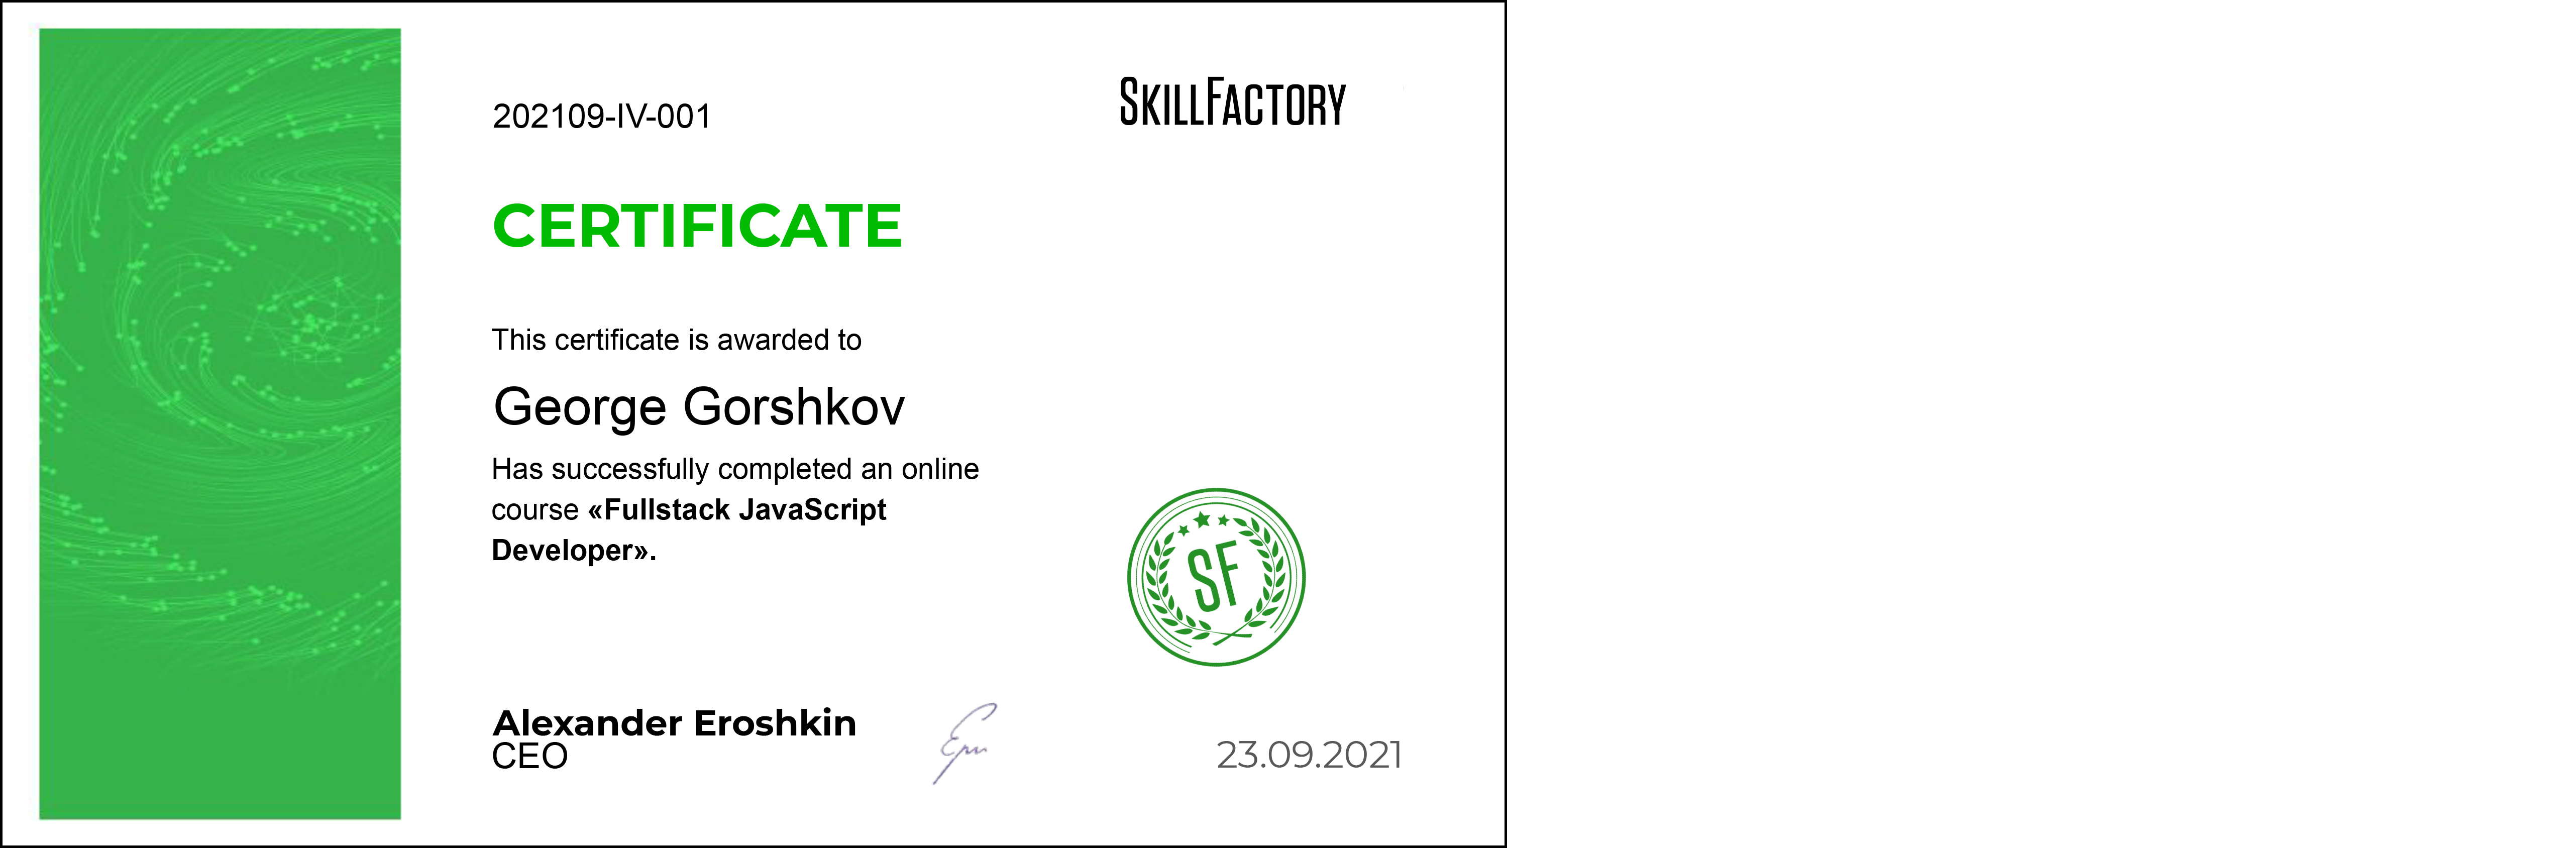 202109-IV-001
SKILLFACTORY
CERTIFICATE
This certificate is awarded to
George Gorshkov
Has successfully completed an online
course «Fullstack JavaScript
Developer».
SF
Alexander Eroshkin
CEO
23.09.2021